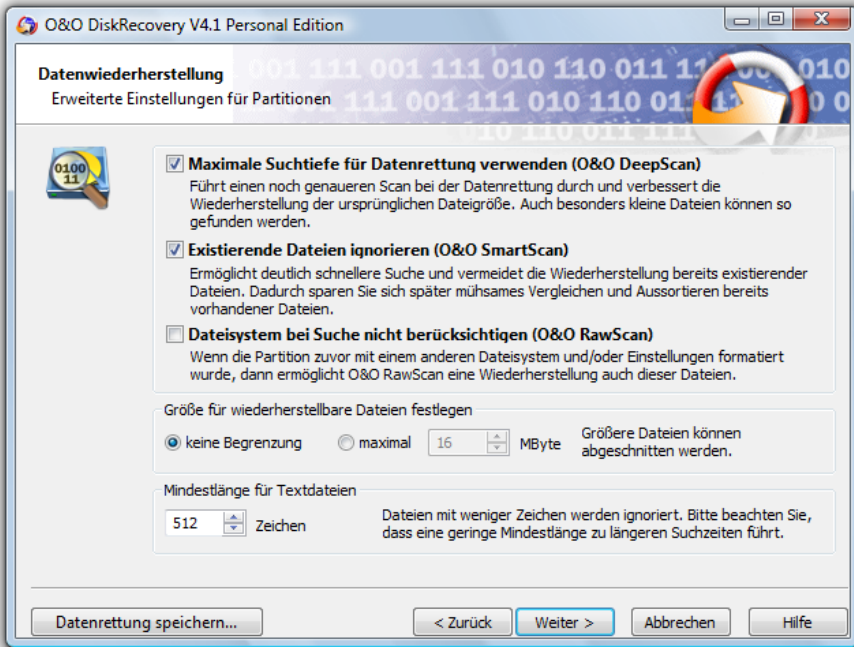 O&O DiskRecovery V4.1 Personal Edition
Datenwiederherstellung
Erweiterte Einstellungen für Partitionen
0100
11
Maximale Suchtiefe für Datenrettung verwenden (O&O DeepScan)
Führt einen noch genaueren Scan bei der Datenrettung durch und verbessert die
Wiederherstellung der ursprünglichen Dateigröße. Auch besonders kleine Dateien können so
gefunden werden.
Existierende Dateien ignorieren (O&O SmartScan)
Ermöglicht deutlich schnellere Suche und vermeidet die Wiederherstellung bereits existierender
Dateien. Dadurch sparen Sie sich später mühsames Vergleichen und Aussortieren bereits
vorhandener Dateien.
Dateisystem bei Suche nicht berücksichtigen (O&O RawScan)
Wenn die Partition zuvor mit einem anderen Dateisystem und/oder Einstellungen formatiert
wurde, dann ermöglicht O&O RawScan eine Wiederherstellung auch dieser Dateien.
Größe für wiederherstellbare Dateien festlegen
keine Begrenzung maximal 16 MByte Größere Dateien können
abgeschnitten werden.
Mindestlänge für Textdateien
512 Zeichen Dateien mit weniger Zeichen werden ignoriert. Bitte beachten Sie,
dass eine geringe Mindestlänge zu längeren Suchzeiten führt.
Datenrettung speichern... < Zurück Weiter > Abbrechen Hilfe